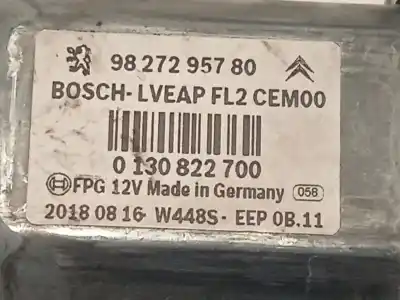 98 272 957 80
BOSCH-LVEAP FL2 CEM00
0 130 822 700
FPG 12V Made in Germany 058
2018 08 16 - W448S - EEP 0B.11